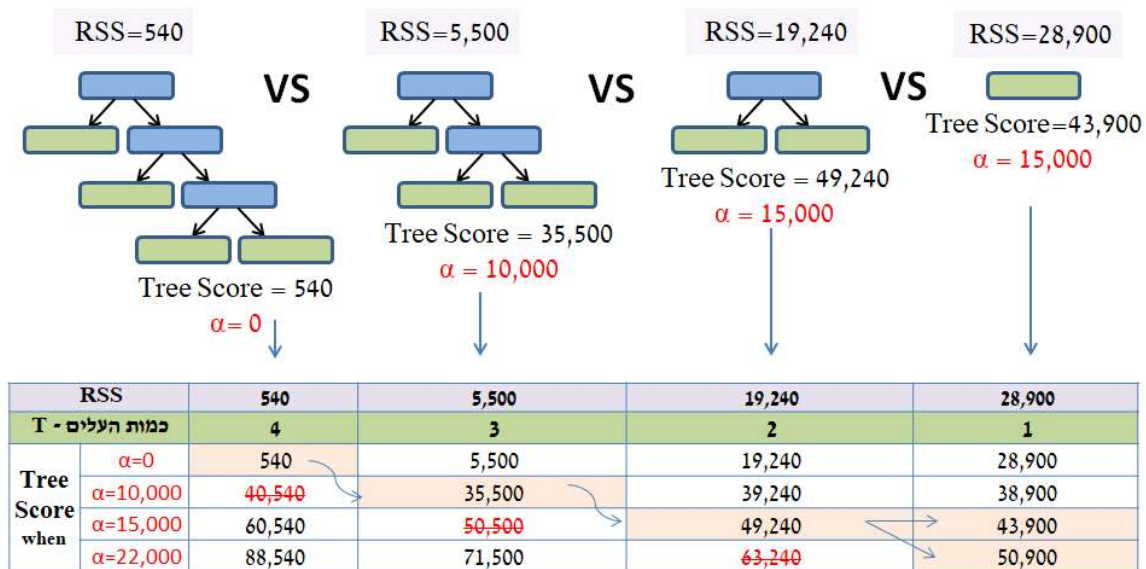 RSS=540 RSS=5,500 RSS=19,240 RSS=28,900
VS VS VS
Tree Score=43,900
α = 15,000
Tree Score = 49,240
α = 15,000
Tree Score = 35,500
α = 10,000
Tree Score = 540
α= 0
RSS 540 5,500 19,240 28,900
כמות העלים - T 4 3 2 1
Tree Score when
α=0 540 5,500 19,240 28,900
α=10,000 40,540 35,500 39,240 38,900
α=15,000 60,540 50,500 49,240 43,900
α=22,000 88,540 71,500 63,240 50,900